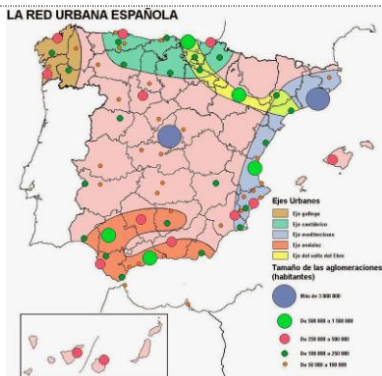 LA RED URBANA ESPAÑOLA
Ejes Urbanos
Eje gallego
Eje cantábrico
Eje mediterráneo
Eje andaluz
Eje del valle del Ebro
Tamaño de las aglomeraciones
(habitantes)
Más de 3 000 000
De 500 000 a 1 500 000
De 250 000 a 500 000
De 100 000 a 250 000
De 50 000 a 100 000